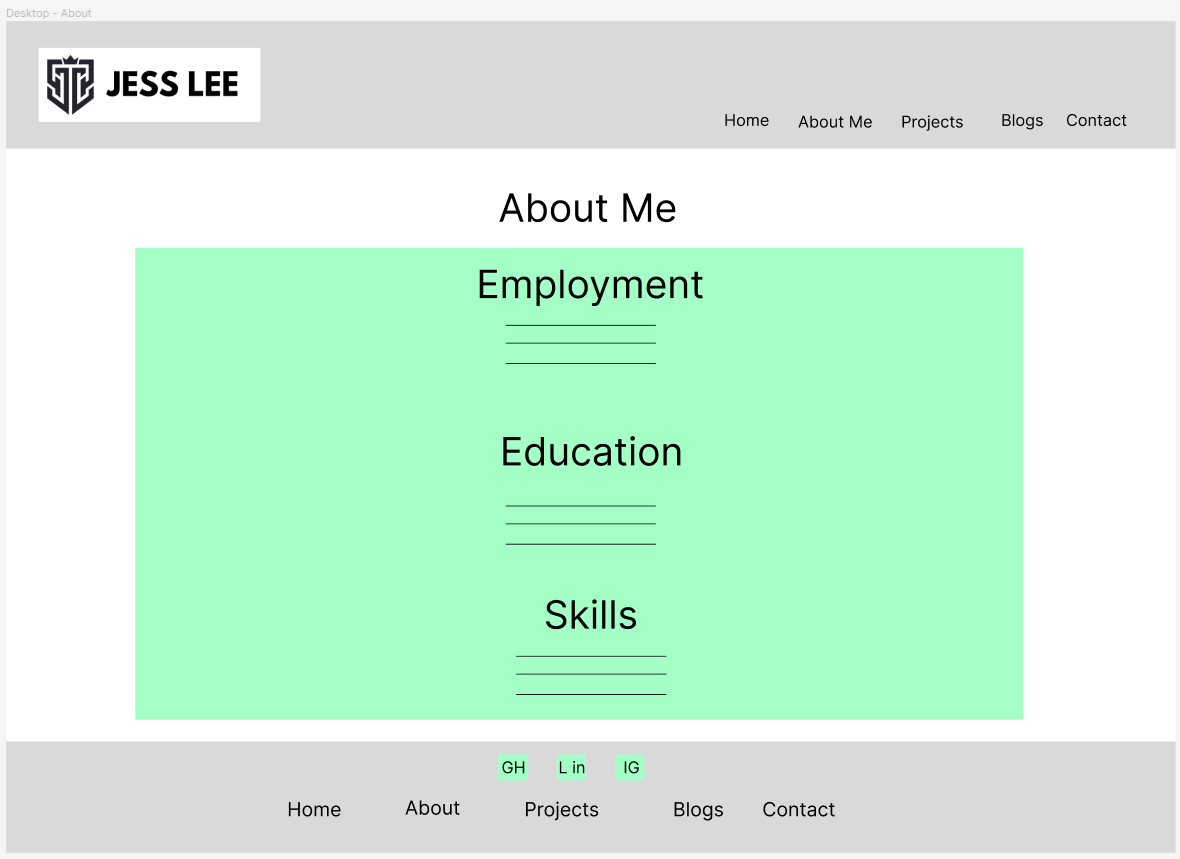 Desktop - About
JESS LEE
Home About Me Projects Blogs Contact
About Me
Employment
Education
Skills
GH L in IG
Home About Projects Blogs Contact